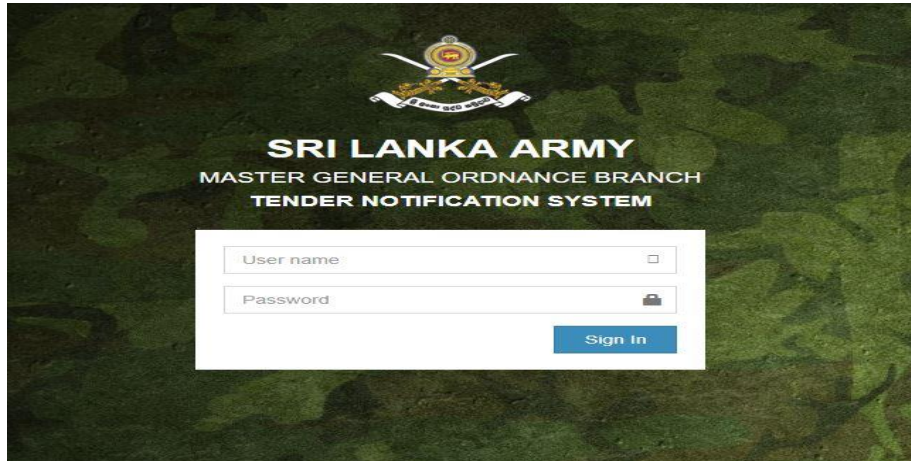 SRI LANKA ARMY
MASTER GENERAL ORDNANCE BRANCH
TENDER NOTIFICATION SYSTEM
User name
Password
Sign In